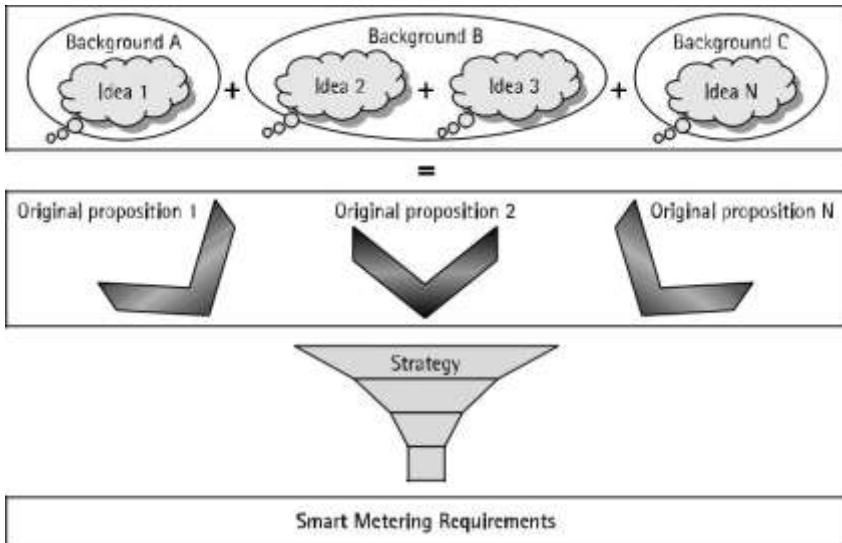 Background A
Background B
Background C
Idea 1
+
Idea 2
+
Idea 3
+
Idea N
=
Original proposition 1
Original proposition 2
Original proposition N
Strategy
Smart Metering Requirements